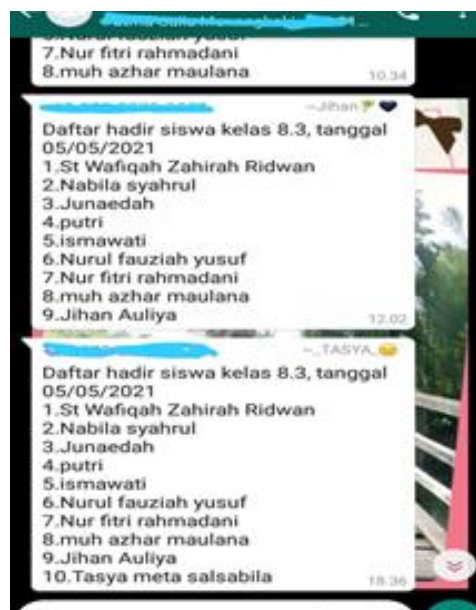 7.Nur fitri rahmadani
8.muh azhar maulana
10.34
~Jihan
Daftar hadir siswa kelas 8.3, tanggal
05/05/2021
1.St Wafiqah Zahirah Ridwan
2.Nabila syahrul
3.Junaedah
4.putri
5.ismawati
6.Nurul fauziah yusuf
7.Nur fitri rahmadani
8.muh azhar maulana
9.Jihan Auliya
12.02
~.,TASYA,
Daftar hadir siswa kelas 8.3, tanggal
05/05/2021
1.St Wafiqah Zahirah Ridwan
2.Nabila syahrul
3.Junaedah
4.putri
5.ismawati
6.Nurul fauziah yusuf
7.Nur fitri rahmadani
8.muh azhar maulana
9.Jihan Auliya
10.Tasya meta salsabila
18.36